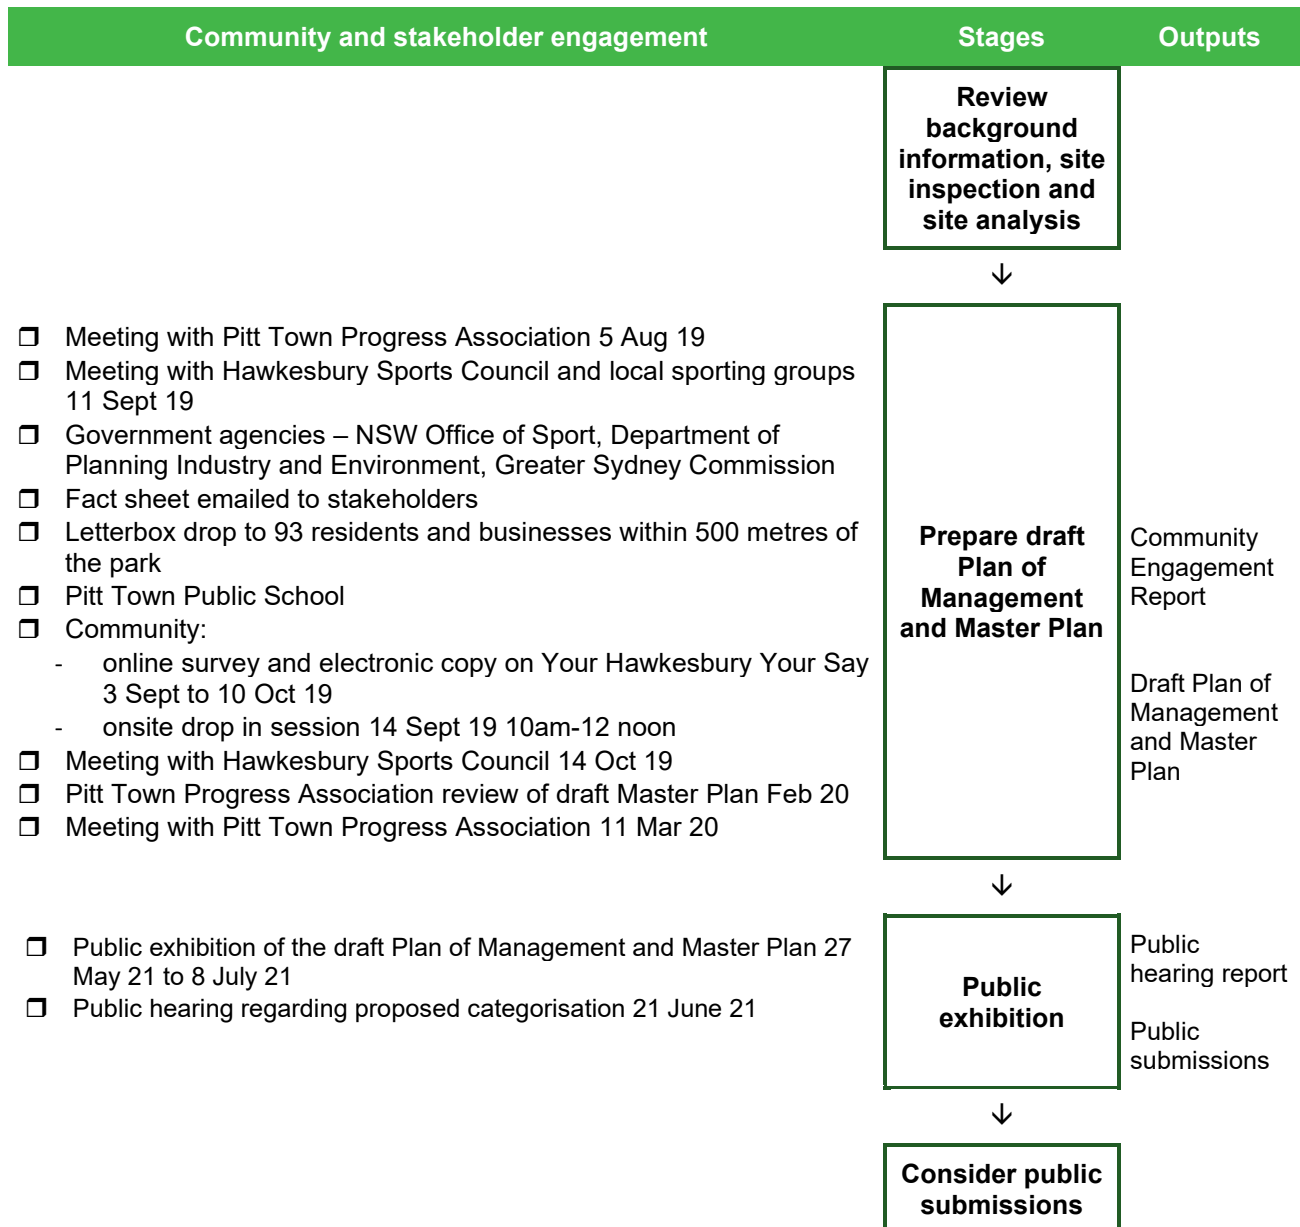 Community and stakeholder engagement Stages Outputs
Review
background
information, site
inspection and
site analysis
↓
❒ Meeting with Pitt Town Progress Association 5 Aug 19
❒ Meeting with Hawkesbury Sports Council and local sporting groups
11 Sept 19
❒ Government agencies – NSW Office of Sport, Department of
Planning Industry and Environment, Greater Sydney Commission
❒ Fact sheet emailed to stakeholders
❒ Letterbox drop to 93 residents and businesses within 500 metres of
the park
❒ Pitt Town Public School
❒ Community:
- online survey and electronic copy on Your Hawkesbury Your Say
3 Sept to 10 Oct 19
- onsite drop in session 14 Sept 19 10am-12 noon
❒ Meeting with Hawkesbury Sports Council 14 Oct 19
❒ Pitt Town Progress Association review of draft Master Plan Feb 20
❒ Meeting with Pitt Town Progress Association 11 Mar 20
Prepare draft
Plan of
Management
and Master Plan
Community
Engagement
Report
Draft Plan of
Management
and Master
Plan
↓
❒ Public exhibition of the draft Plan of Management and Master Plan 27
May 21 to 8 July 21
❒ Public hearing regarding proposed categorisation 21 June 21
Public
exhibition
Public
hearing report
Public
submissions
↓
Consider public
submissions